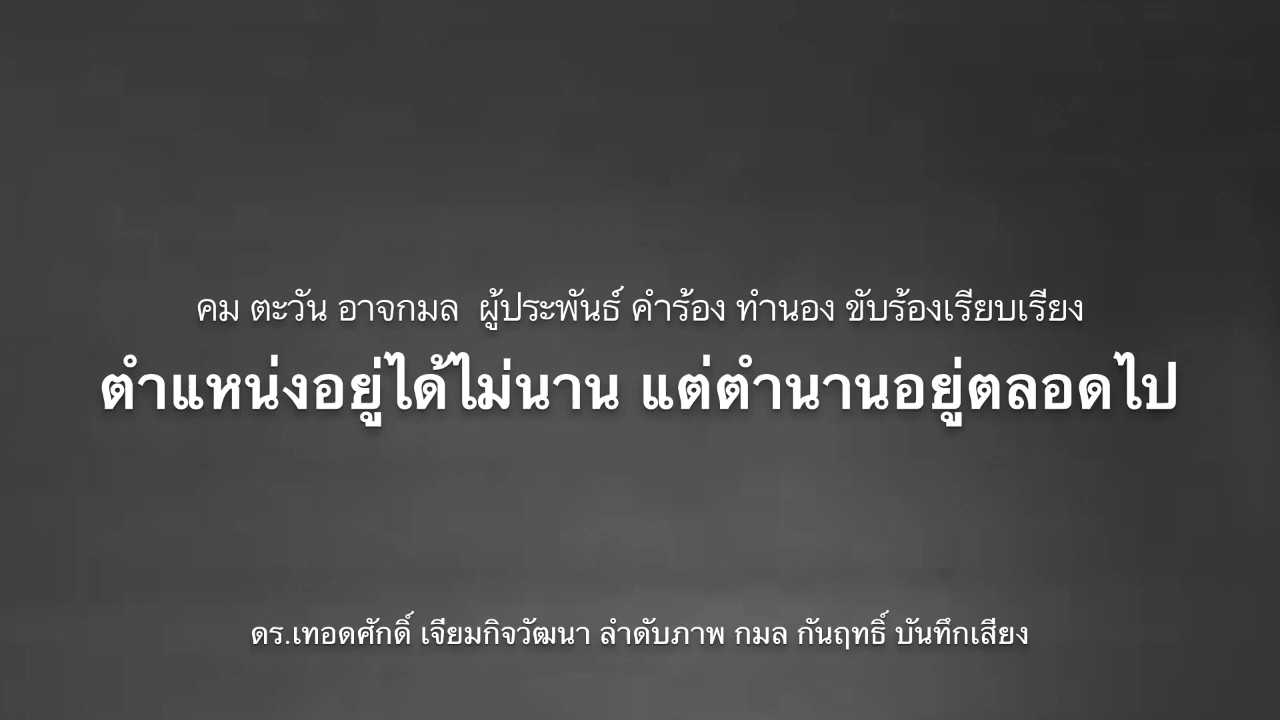 คม ตะวัน อาจกมล  ผู้ประพันธ์ คำร้อง ทำนอง ขับร้องเรียบเรียง
ตำแหน่งอยู่ได้ไม่นาน แต่ตำนานอยู่ตลอดไป
ดร.เทอดศักดิ์ เจียมกิจวัฒนา ลำดับภาพ กมล กันฤทธิ์ บันทึกเสียง